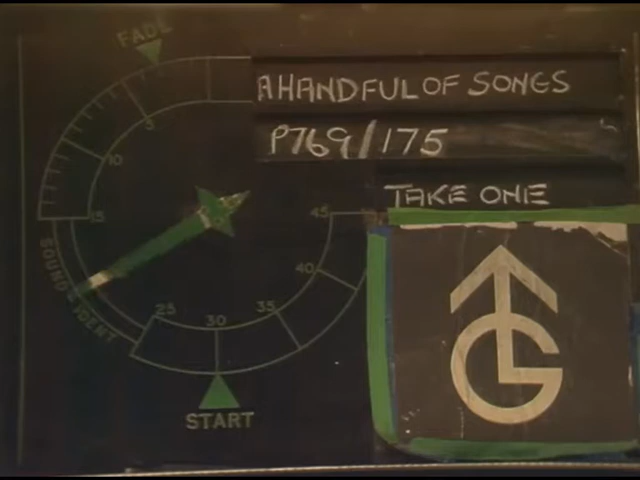 FADE
A HANDFUL OF SONGS
P769/175
TAKE ONE
5
10
15
SOUND & IDENT
25
30
35
40
45
START
G